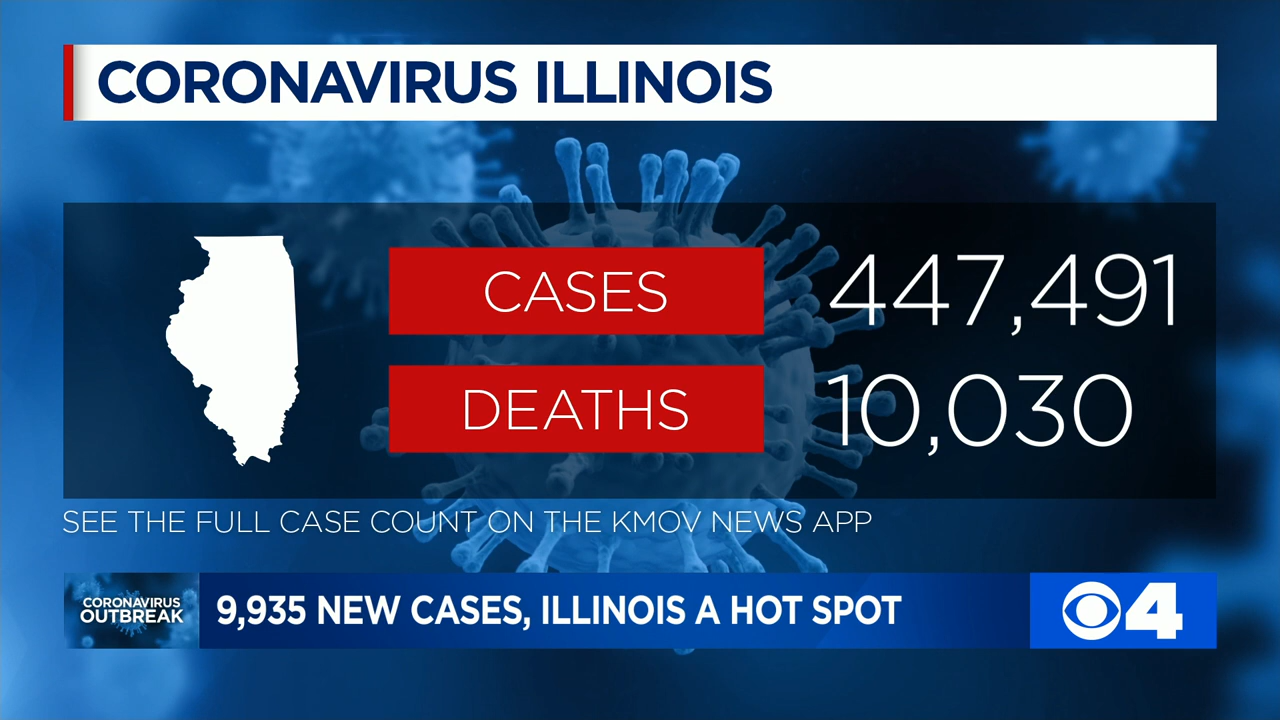 CORONAVIRUS ILLINOIS
CASES 447,491
DEATHS 10,030
SEE THE FULL CASE COUNT ON THE KMOV NEWS APP
CORONAVIRUS
OUTBREAK
9,935 NEW CASES, ILLINOIS A HOT SPOT
4